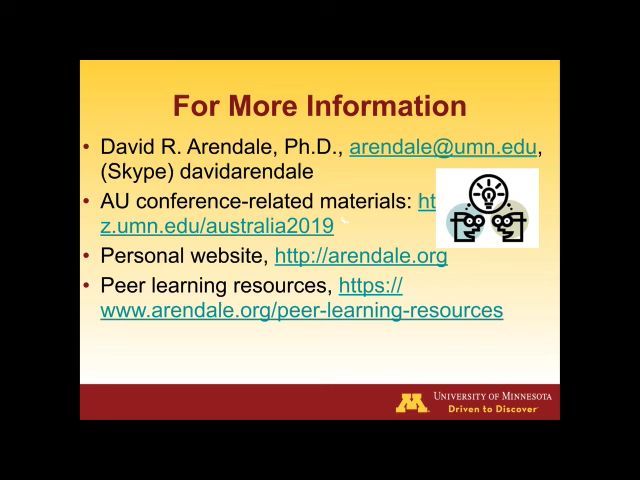 For More Information
• David R. Arendale, Ph.D., arendale@umn.edu,
(Skype) davidarendale
• AU conference-related materials: ht
z.umn.edu/australia2019
• Personal website, http://arendale.org
• Peer learning resources, https://
www.arendale.org/peer-learning-resources
M
UNIVERSITY OF MINNESOTA
Driven to Discover